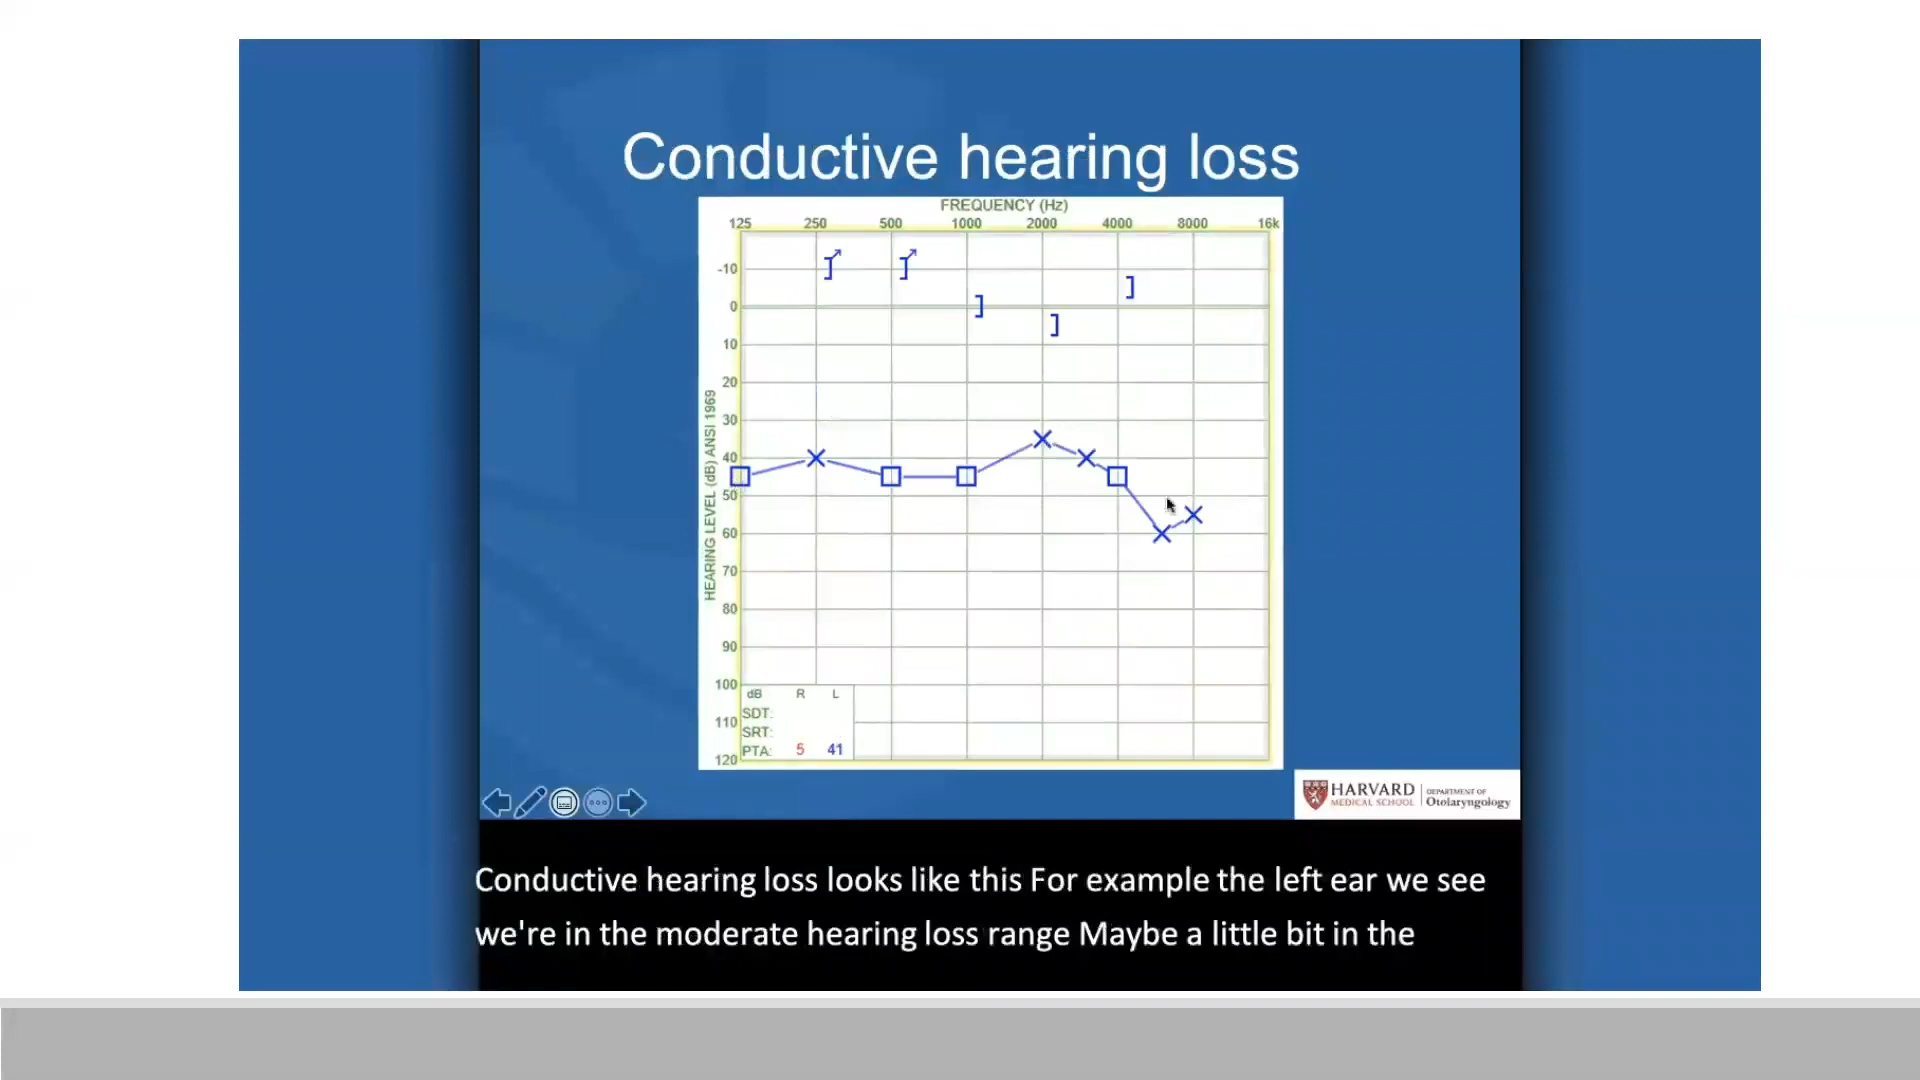 Conductive hearing loss
FREQUENCY (Hz)
125 250 500 1000 2000 4000 8000 16k
-10
0
10
20
30
40
50
60
70
80
90
100
110
120
HEARING LEVEL (dB) ANSI 1969
dB R L
SDT:
SRT:
PTA: 5 41
HARVARD
MEDICAL SCHOOL
DEPARTMENT OF
Otolaryngology
Conductive hearing loss looks like this For example the left ear we see
we're in the moderate hearing loss range Maybe a little bit in the